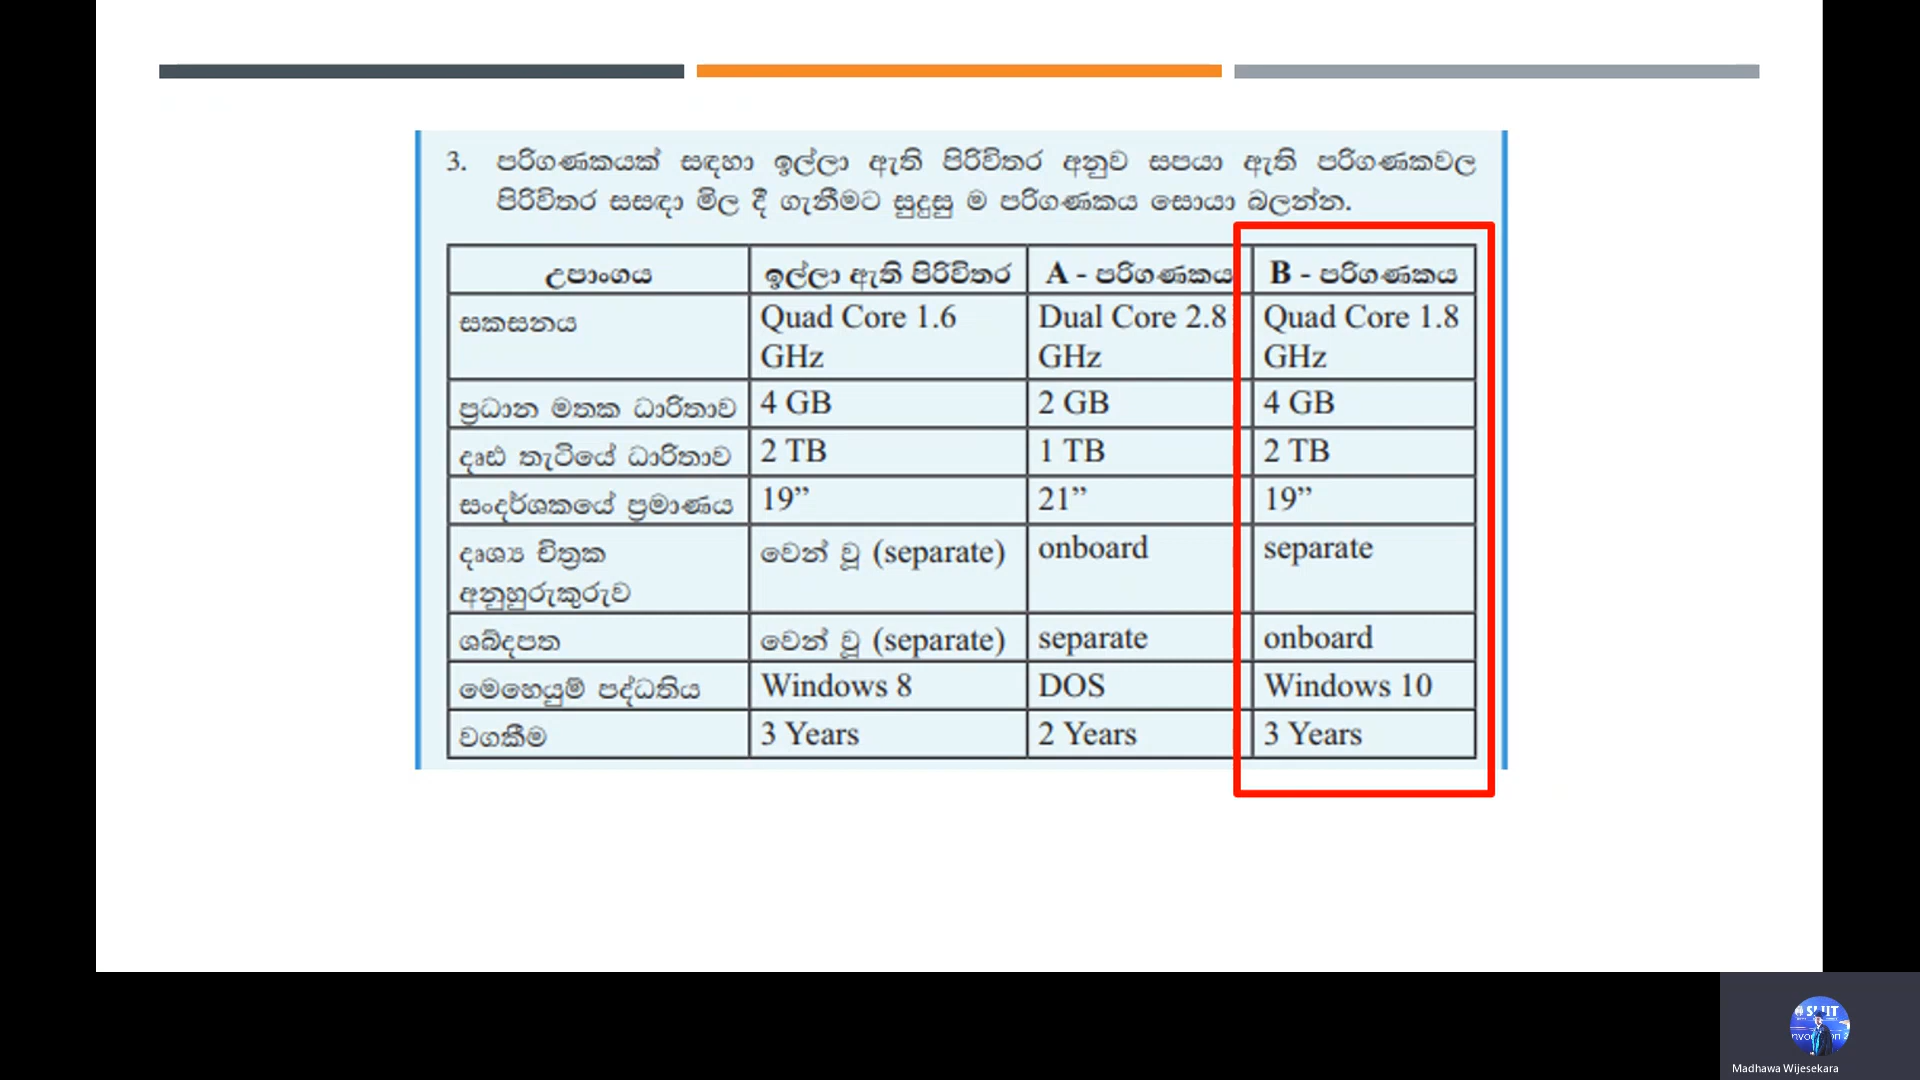 3. පරිගණකයක් සඳහා ඉල්ලා ඇති පිරිවිතර අනුව සපයා ඇති පරිගණකවල
පිරිවිතර සසඳා මිල දී ගැනීමට සුදුසු ම පරිගණකය සොයා බලන්න.
උපාංගය ඉල්ලා ඇති පිරිවිතර A - පරිගණකය B - පරිගණකය
සකසනය Quad Core 1.6 Dual Core 2.8 Quad Core 1.8
GHz GHz GHz
ප්‍රධාන මතක ධාරිතාව 4 GB 2 GB 4 GB
දෘඪ තැටියේ ධාරිතාව 2 TB 1 TB 2 TB
සංදර්ශකයේ ප්‍රමාණය 19” 21” 19”
දෘශ්‍ය චිත්‍රක වෙන් වූ (separate) onboard separate
අනුහුරුකුරුව
ශබ්දපත වෙන් වූ (separate) separate onboard
මෙහෙයුම් පද්ධතිය Windows 8 DOS Windows 10
වගකීම 3 Years 2 Years 3 Years
SLIIT
Madhawa Wijesekara